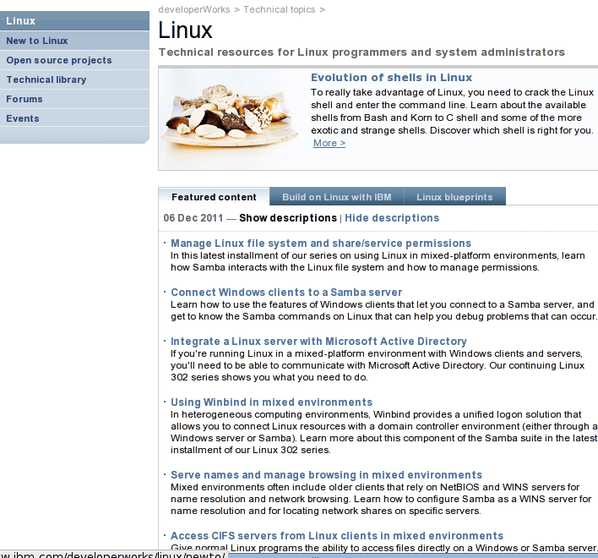 developerWorks > Technical topics >
Linux
Linux
Technical resources for Linux programmers and system administrators
New to Linux
Open source projects
Technical library
Forums
Events
Evolution of shells in Linux
To really take advantage of Linux, you need to crack the Linux
shell and enter the command line. Learn about the available
shells from Bash and Korn to C shell and some of the more
exotic and strange shells. Discover which shell is right for you.
More >
Featured content Build on Linux with IBM Linux blueprints
06 Dec 2011 — Show descriptions | Hide descriptions
· Manage Linux file system and share/service permissions
In this latest installment of our series on using Linux in mixed-platform environments, learn
how Samba interacts with the Linux file system and how to manage permissions.
· Connect Windows clients to a Samba server
Learn how to use the features of Windows clients that let you connect to a Samba server, and
get to know the Samba commands for Linux that can help you debug problems that can occur.
· Integrate a Linux server with Microsoft Active Directory
If you're running Linux in a mixed-platform environment with Windows clients and servers,
you'll need to be able to communicate with Microsoft Active Directory. Our continuing Linux
302 series shows you what you need to do.
· Using Winbind in mixed environments
In heterogeneous computing environments, Winbind provides a unified logon solution that
allows you to connect Linux resources with a domain controller environment (either through a
Windows server or Samba). Learn more about this component of the Samba suite in the latest
installment of our Linux 302 series.
· Serve names and manage browsing in mixed environments
Mixed environments often include older clients that rely on NetBIOS and WINS servers for
name resolution and network browsing. Learn how to configure Samba as a WINS server for
name resolution and for locating network shares on specific servers.
· Access CIFS servers from Linux clients in mixed environments
Give normal Linux programs the ability to access files directly on a Windows or Samba server
w.ibm.com/developerworks/linux/newto/